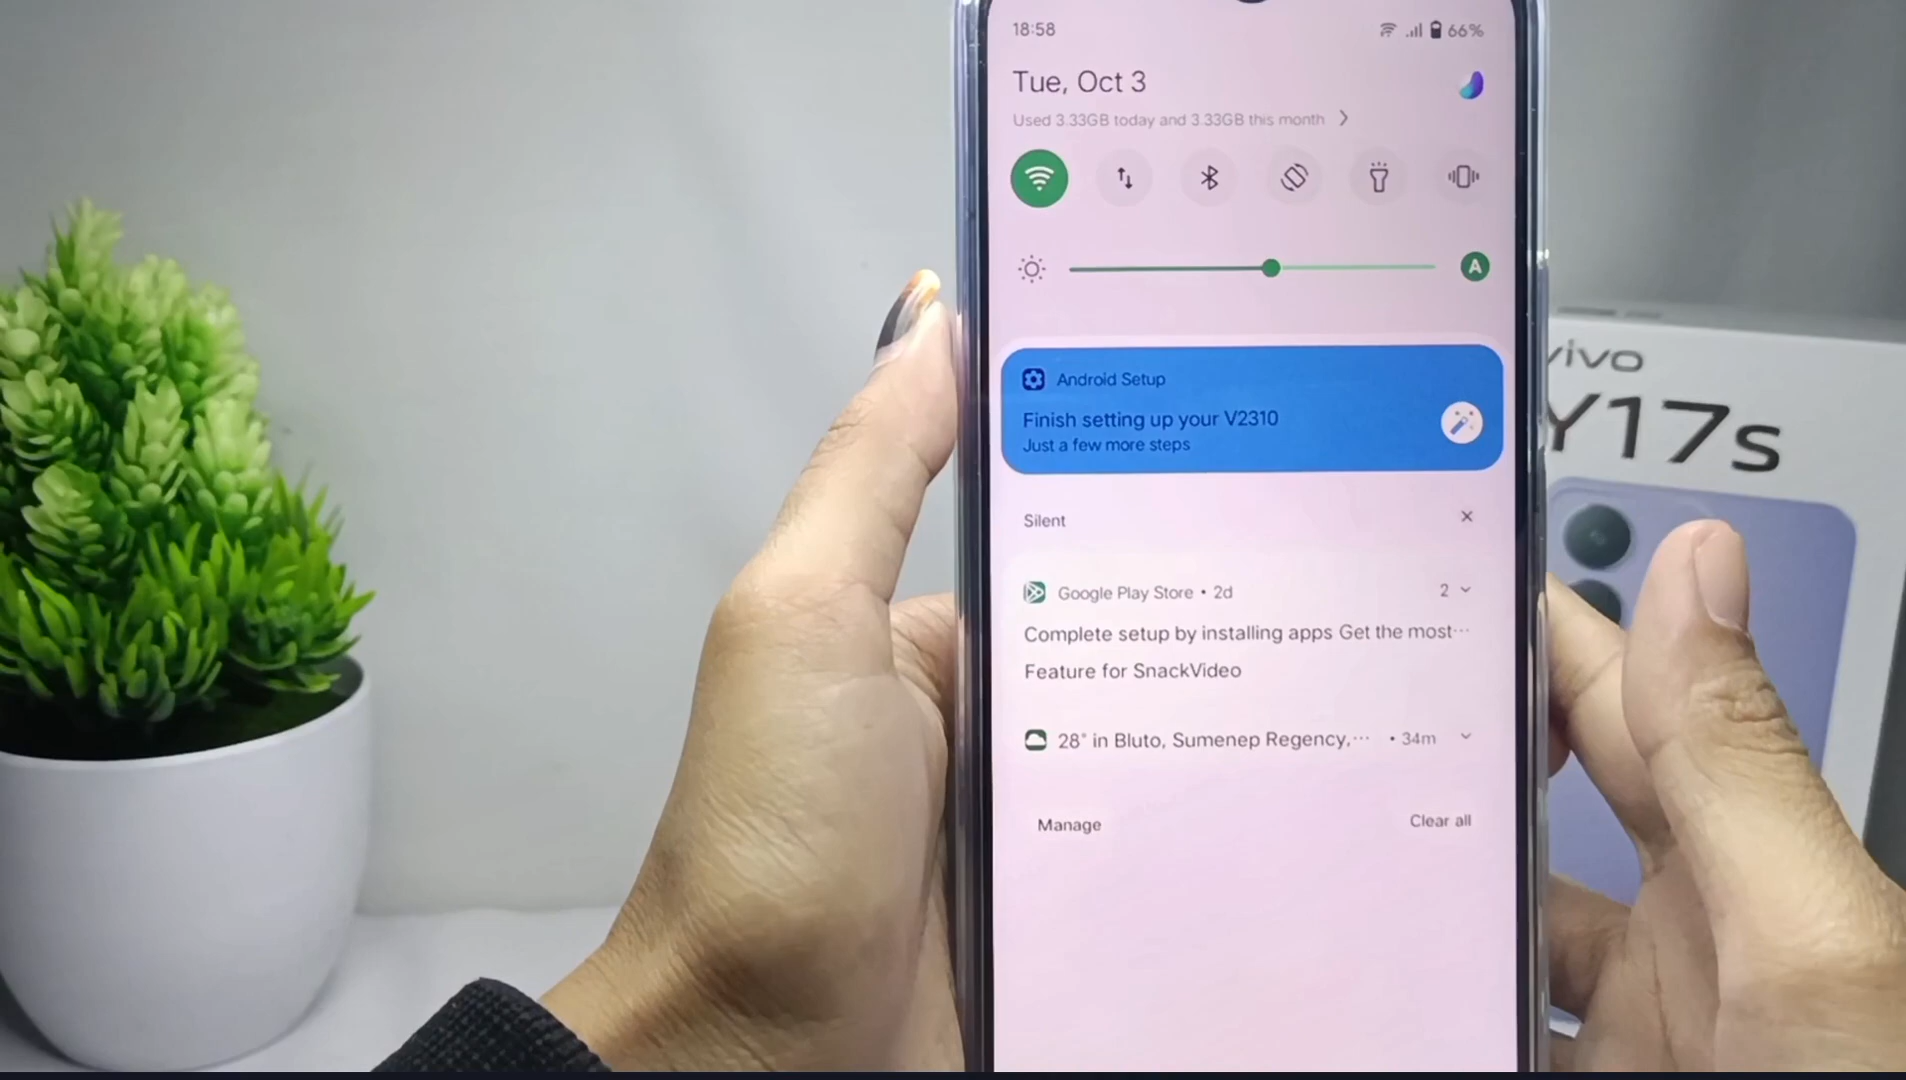 18:58
66%
Tue, Oct 3
Used 3.33GB today and 3.33GB this month
A
Android Setup
Finish setting up your V2310
Just a few more steps
Silent
Google Play Store • 2d
2
Complete setup by installing apps Get the most...
Feature for SnackVideo
28° in Bluto, Sumenep Regency,... • 34m
Manage
Clear all
vivo
Y17s